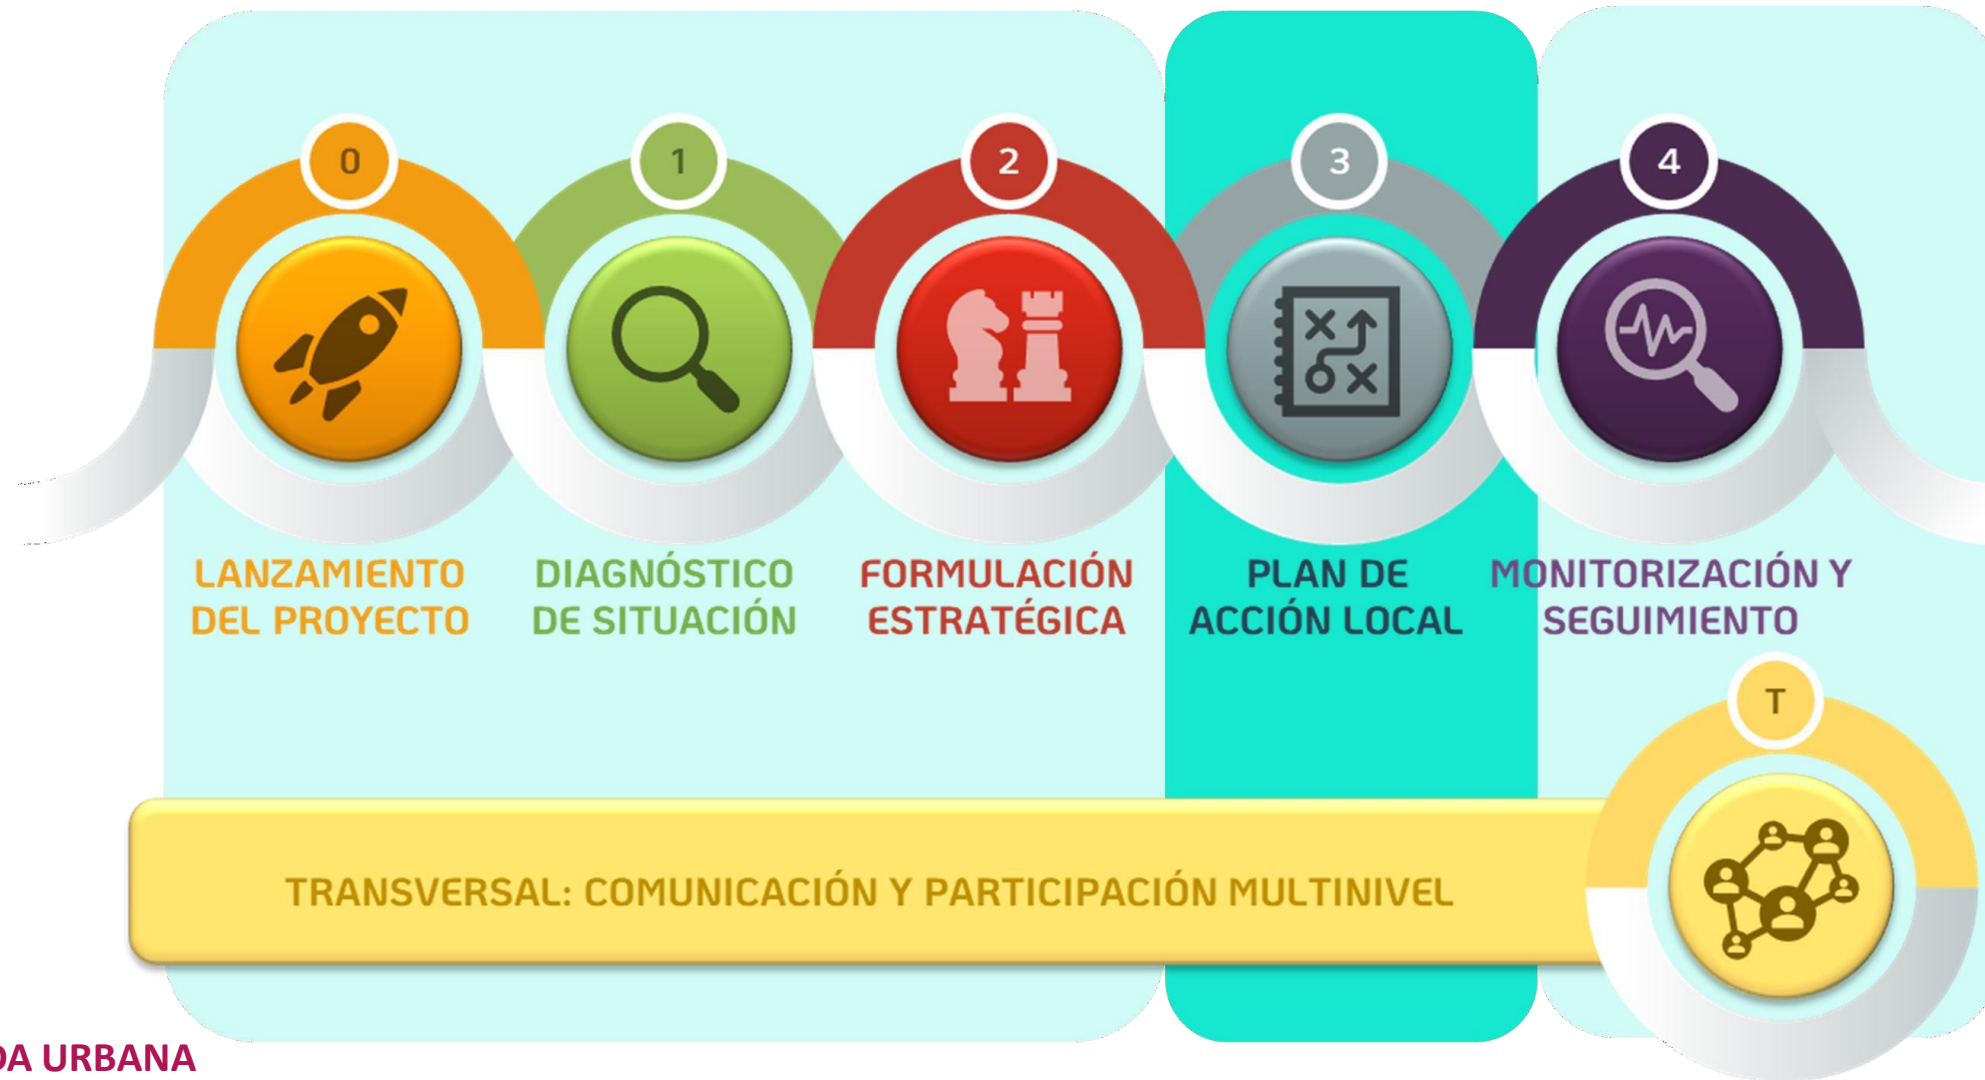 0
1
2
3
4
LANZAMIENTO
DEL PROYECTO
DIAGNÓSTICO
DE SITUACIÓN
FORMULACIÓN
ESTRATÉGICA
PLAN DE
ACCIÓN LOCAL
MONITORIZACIÓN Y
SEGUIMIENTO
T
TRANSVERSAL: COMUNICACIÓN Y PARTICIPACIÓN MULTINIVEL
DA URBANA